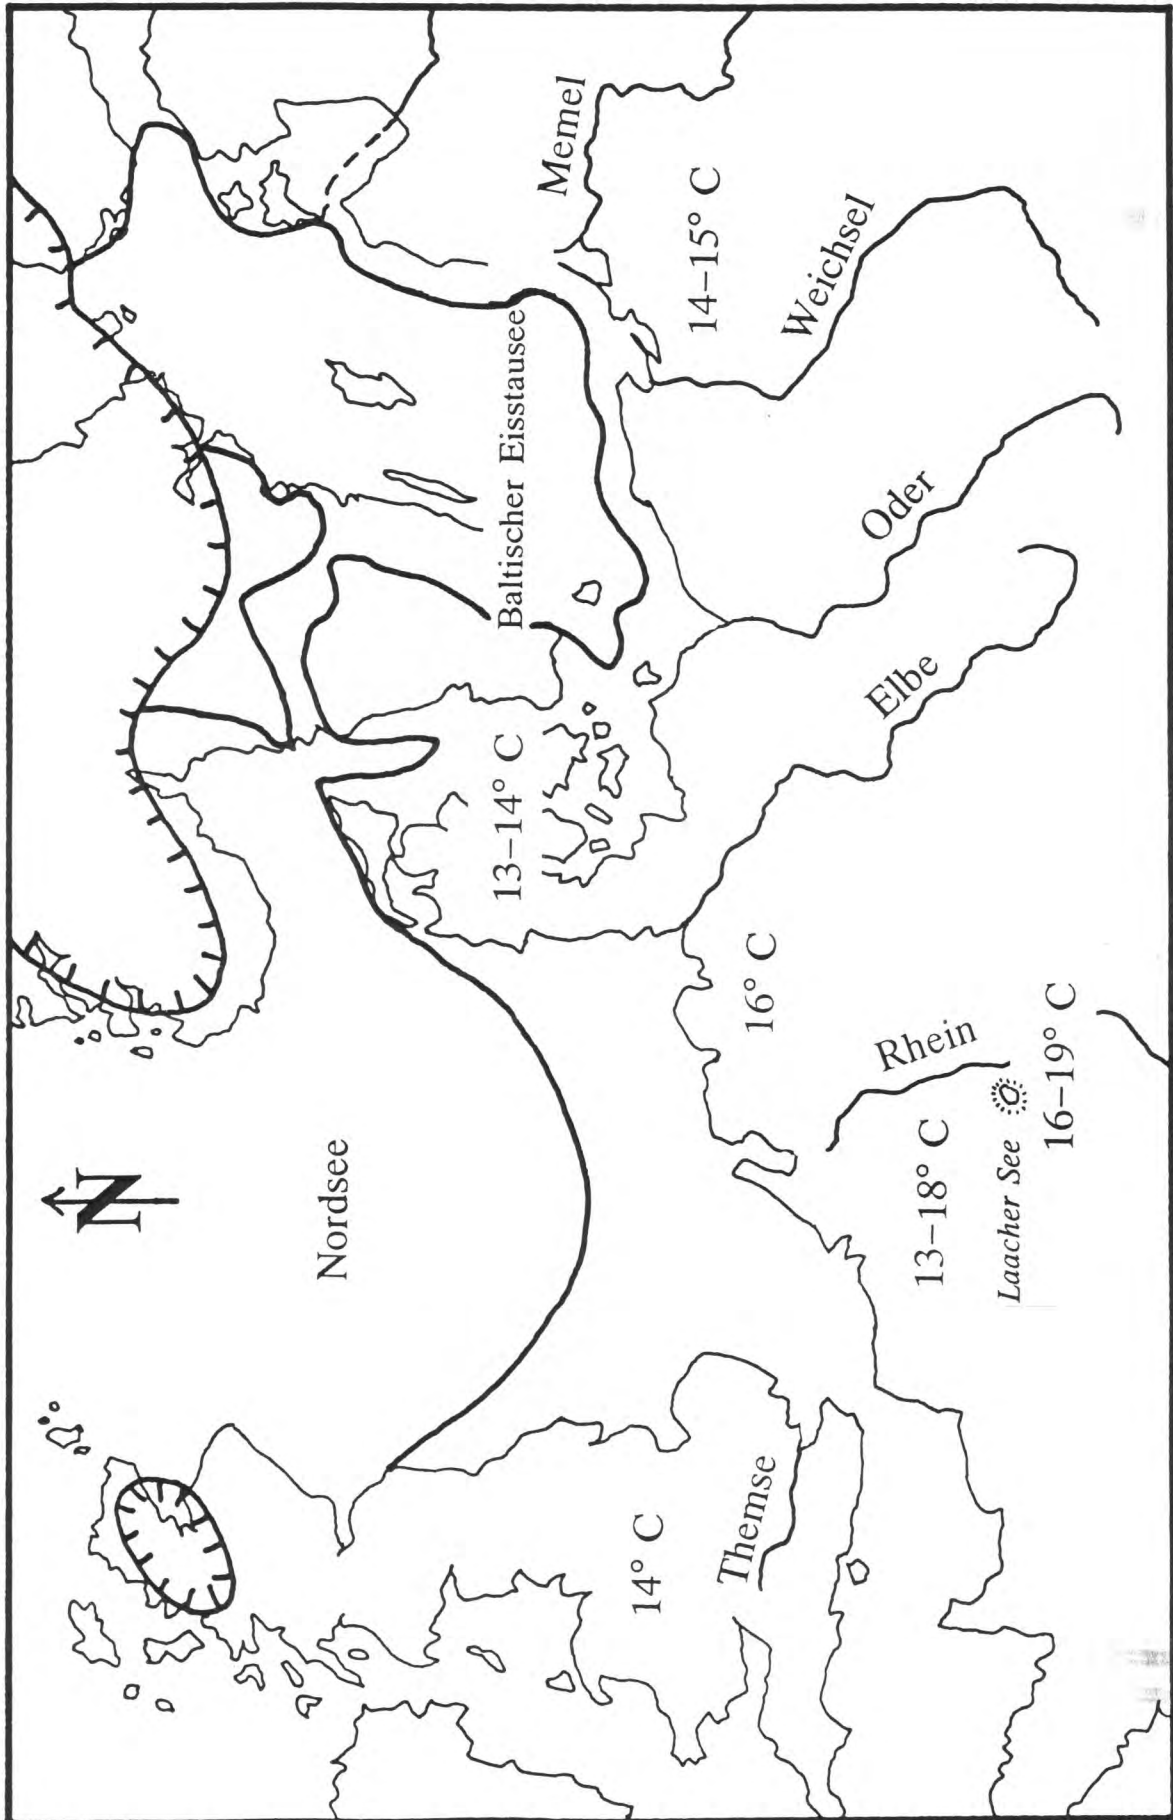 N
Nordsee
Baltischer Eisstausee
Memel
14–15° C
Weichsel
Oder
Elbe
13–14° C
16° C
Rhein
13–18° C
Laacher See
16–19° C
14° C
Themse